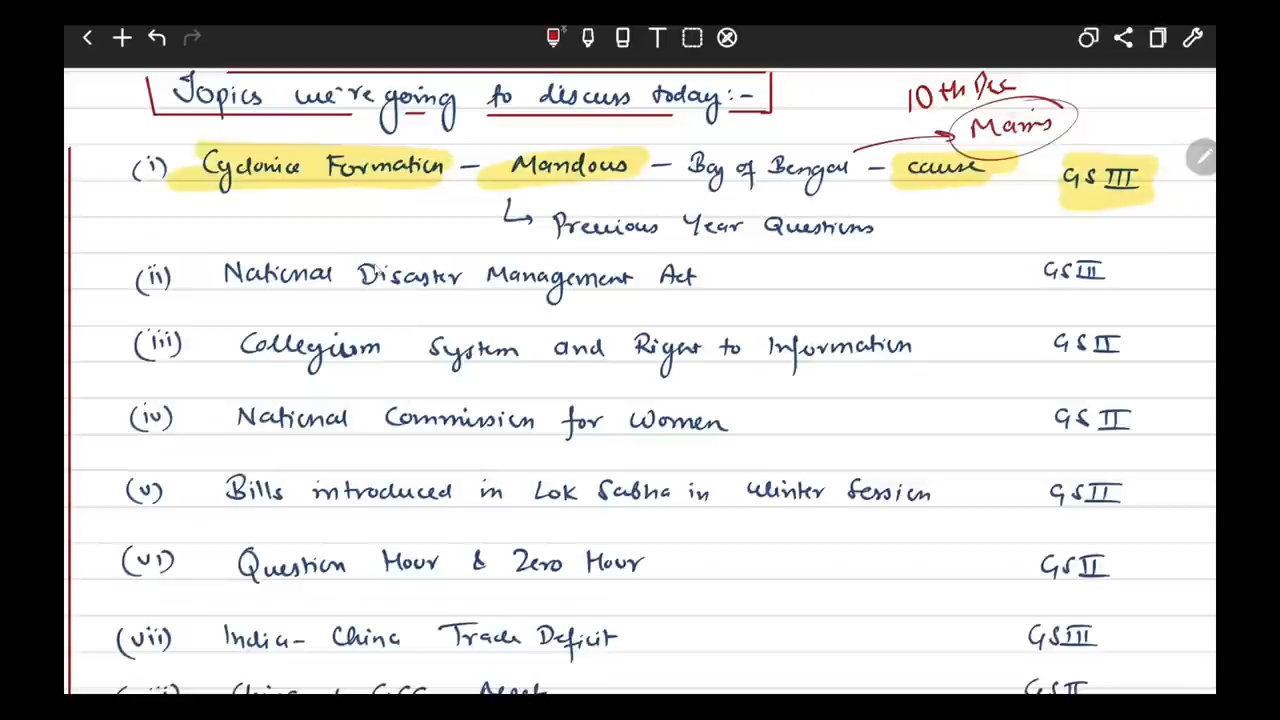 Topics we're going to discuss today:-
10th Dec
Mains
(i) Cyclonice Formation - Mandous - Bay of Bengal - cause GS III
↳ Previous Year Questions
(ii) National Disaster Management Act GS III
(iii) Collegium System and Right to Information GS II
(iv) National Commission for Women GS II
(v) Bills introduced in Lok Sabha in Winter Session GS II
(vi) Question Hour & Zero Hour GS II
(vii) India-China Trade Deficit GS III
GS II